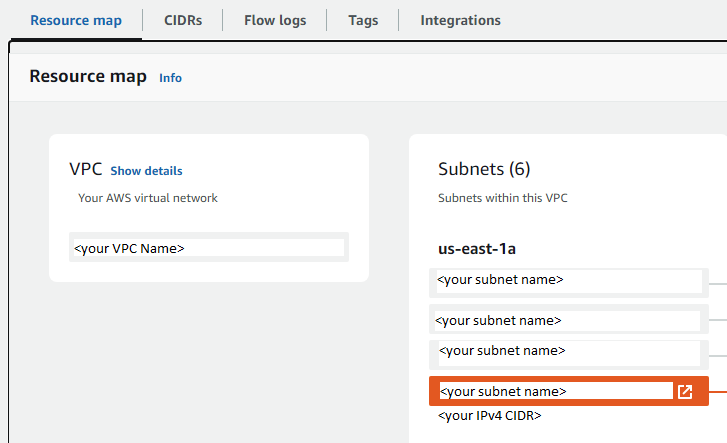 Resource map CIDRs Flow logs Tags Integrations
Resource map Info
VPC Show details
Your AWS virtual network
<your VPC Name>
Subnets (6)
Subnets within this VPC
us-east-1a
<your subnet name>
<your subnet name>
<your subnet name>
<your subnet name>
<your IPv4 CIDR>